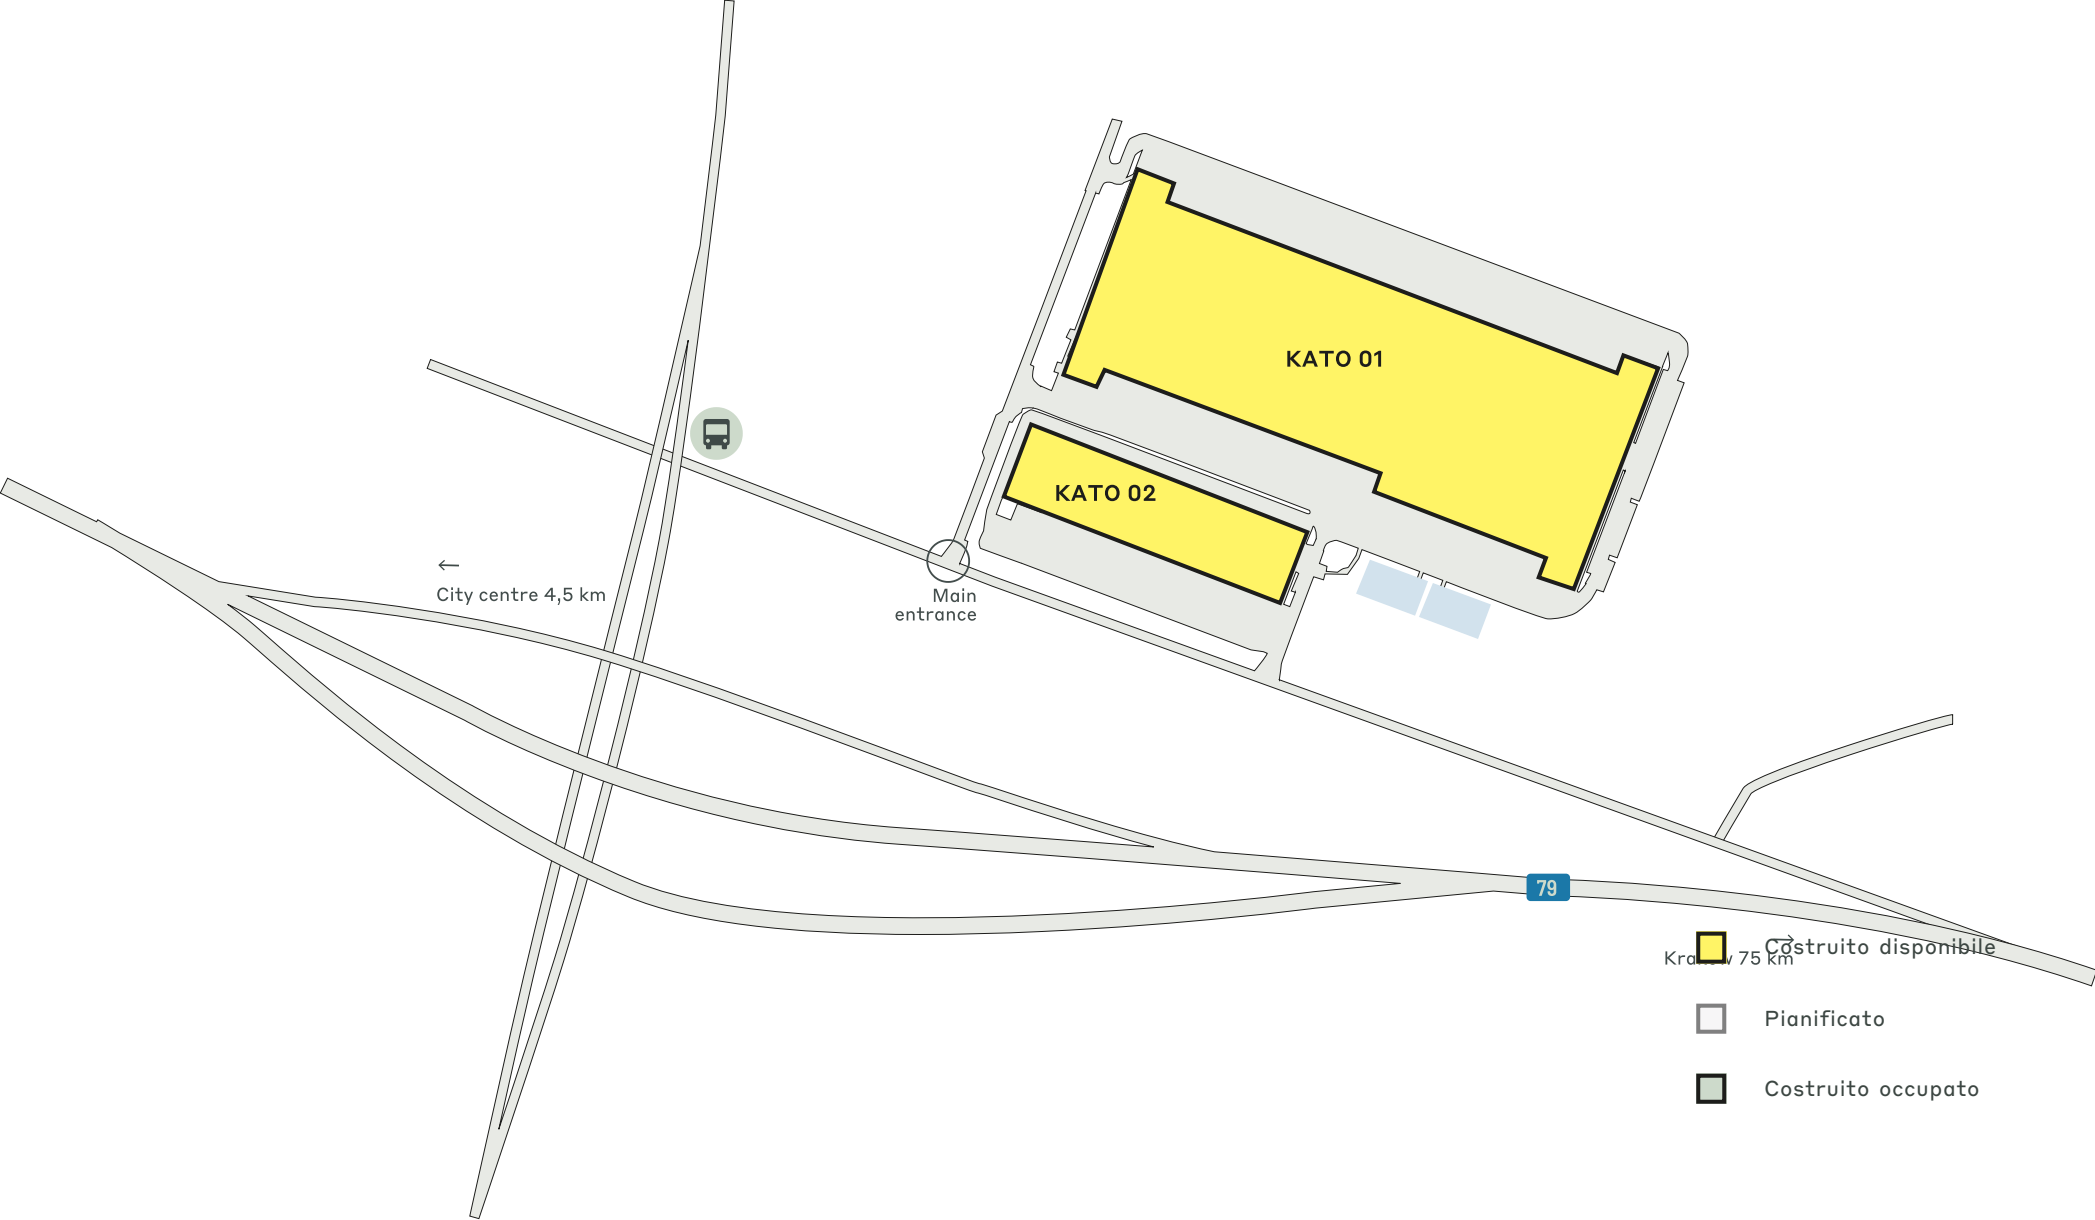 KATO 01
KATO 02
City centre 4,5 km
Main
entrance
79
Costruito disponibile
75 km
Pianificato
Costruito occupato